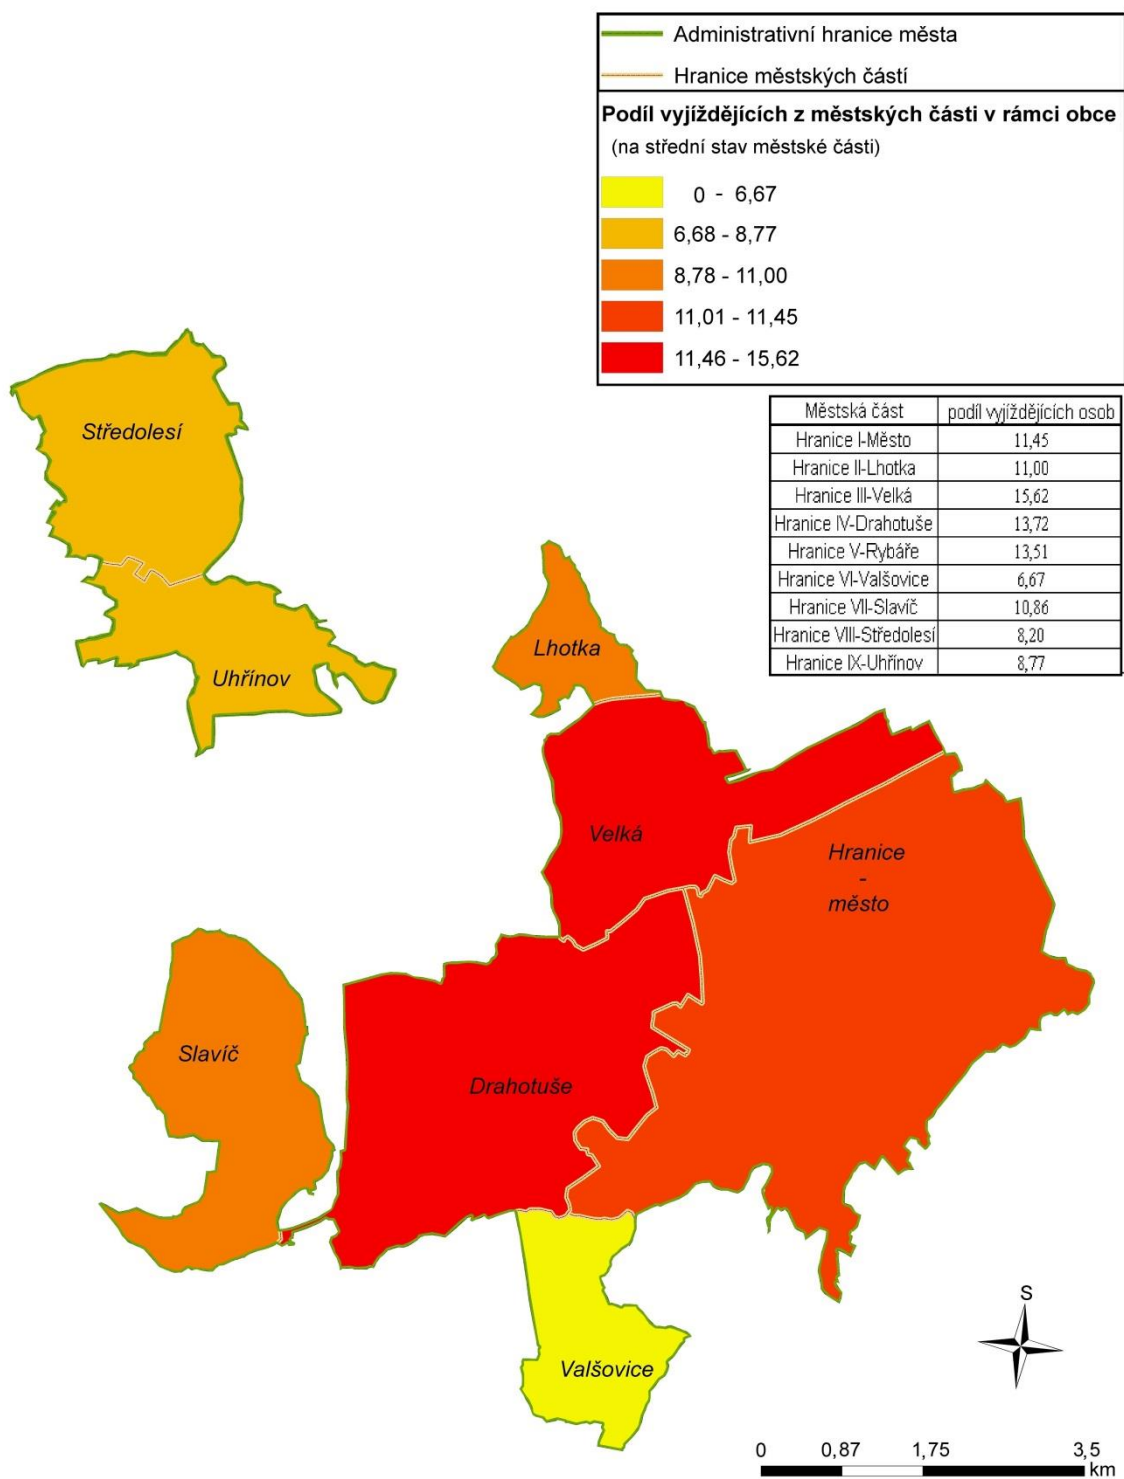 Administrativní hranice města
Hranice městských částí
Podíl vyjíždějících z městských části v rámci obce
(na střední stav městské části)
0 - 6,67
6,68 - 8,77
8,78 - 11,00
11,01 - 11,45
11,46 - 15,62
Městská část podíl vyjíždějících osob
Hranice I-Město 11,45
Hranice II-Lhotka 11,00
Hranice III-Velká 15,62
Hranice IV-Drahotuše 13,72
Hranice V-Rybáře 13,51
Hranice VI-Valšovice 6,67
Hranice VII-Slavíč 10,86
Hranice VIII-Středolesí 8,20
Hranice IX-Uhřínov 8,77
Středolesí
Uhřínov
Lhotka
Velká
Hranice
-
město
Slavíč
Drahotuše
Valšovice
S
0 0,87 1,75 3,5
km